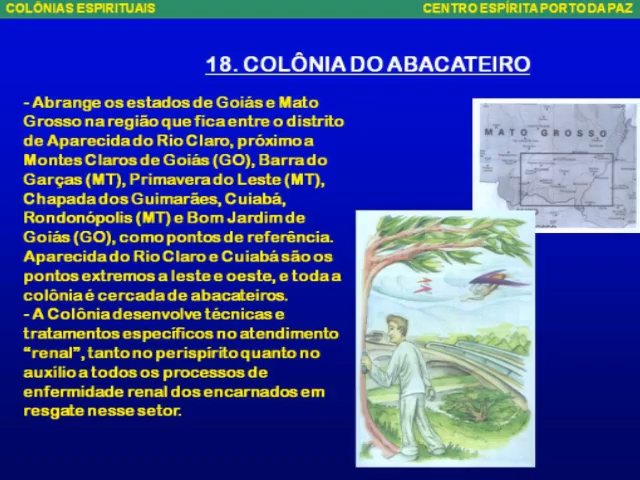 COLÔNIAS ESPIRITUAIS
CENTRO ESPÍRITA PORTO DA PAZ
18. COLÔNIA DO ABACATEIRO
- Abrange os estados de Goiás e Mato
Grosso na região que fica entre o distrito
de Aparecida do Rio Claro, próximo a
Montes Claros de Goiás (GO), Barra do
Garças (MT), Primavera do Leste (MT),
Chapada dos Guimarães, Cuiabá,
Rondonópolis (MT) e Bom Jardim de
Goiás (GO), como pontos de referência.
Aparecida do Rio Claro e Cuiabá são os
pontos extremos a leste e oeste, e toda a
colônia é cercada de abacateiros.
- A Colônia desenvolve técnicas e
tratamentos específicos no atendimento
“renal”, tanto no perispírito quanto no
auxílio a todos os processos de
enfermidade renal dos encarnados em
resgate nesse setor.
MATO GROSSO